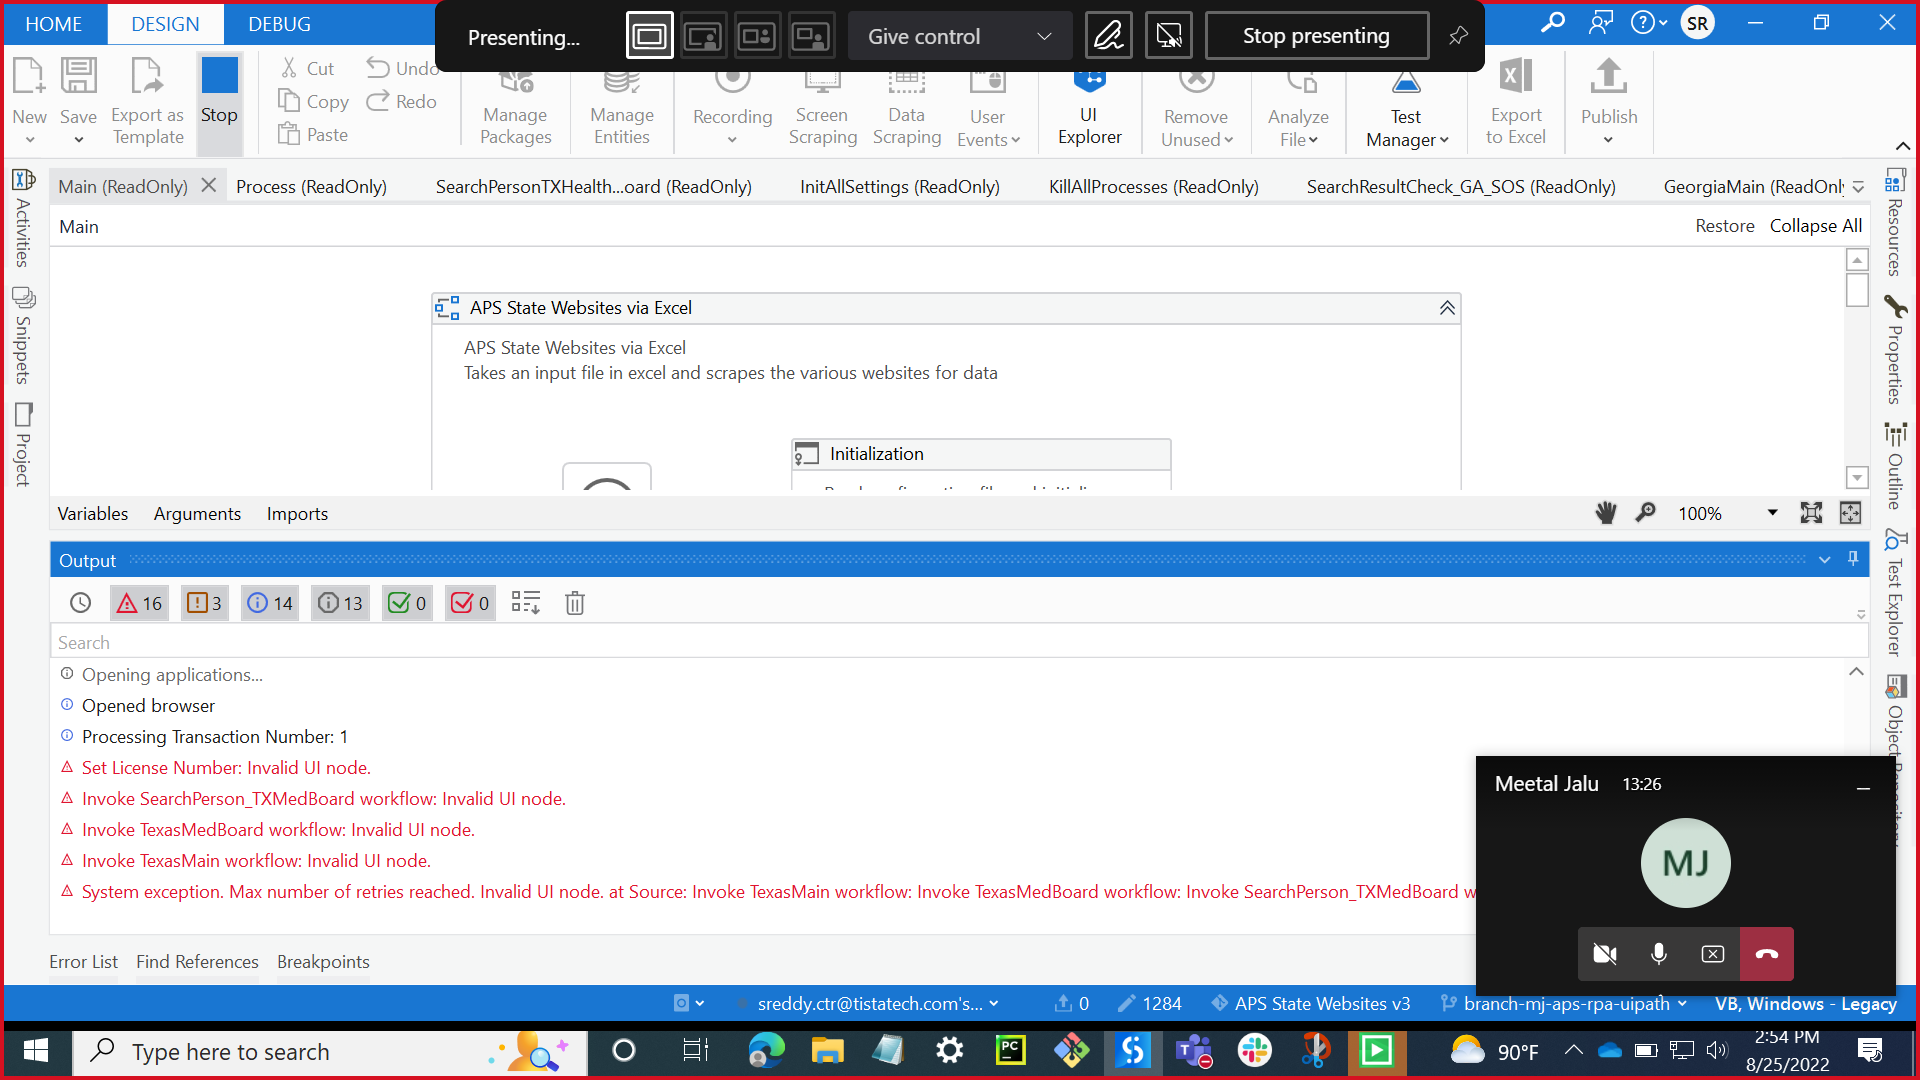 HOME DESIGN DEBUG
Presenting... Give control Stop presenting
SR
New Save Export as Template Stop
Cut Copy Paste Undo Redo
Manage Packages
Manage Entities
Recording
Screen Scraping
Data Scraping
User Events
UI Explorer
Remove Unused
Analyze File
Test Manager
Export to Excel
Publish
Main (ReadOnly) Process (ReadOnly) SearchPersonTXHealth...oard (ReadOnly) InitAllSettings (ReadOnly) KillAllProcesses (ReadOnly) SearchResultCheck_GA_SOS (ReadOnly) GeorgiaMain (ReadOnly
Main Restore Collapse All
Activities
Snippets
Project
Resources
Properties
Outline
Test Explorer
Object Repository
APS State Websites via Excel
APS State Websites via Excel
Takes an input file in excel and scrapes the various websites for data
Initialization
Variables Arguments Imports 100%
Output
16 3 14 13 0 0
Search
Opening applications...
Opened browser
Processing Transaction Number: 1
Set License Number: Invalid UI node.
Invoke SearchPerson_TXMedBoard workflow: Invalid UI node.
Invoke TexasMedBoard workflow: Invalid UI node.
Invoke TexasMain workflow: Invalid UI node.
System exception. Max number of retries reached. Invalid UI node. at Source: Invoke TexasMain workflow: Invoke TexasMedBoard workflow: Invoke SearchPerson_TXMedBoard w
Meetal Jalu 13:26
MJ
Error List Find References Breakpoints
sreddy.ctr@tistatech.com's... 0 1284 APS State Websites v3 branch-mj-aps-rpa-uipath VB, Windows - Legacy
Type here to search
PC
90°F
2:54 PM
8/25/2022